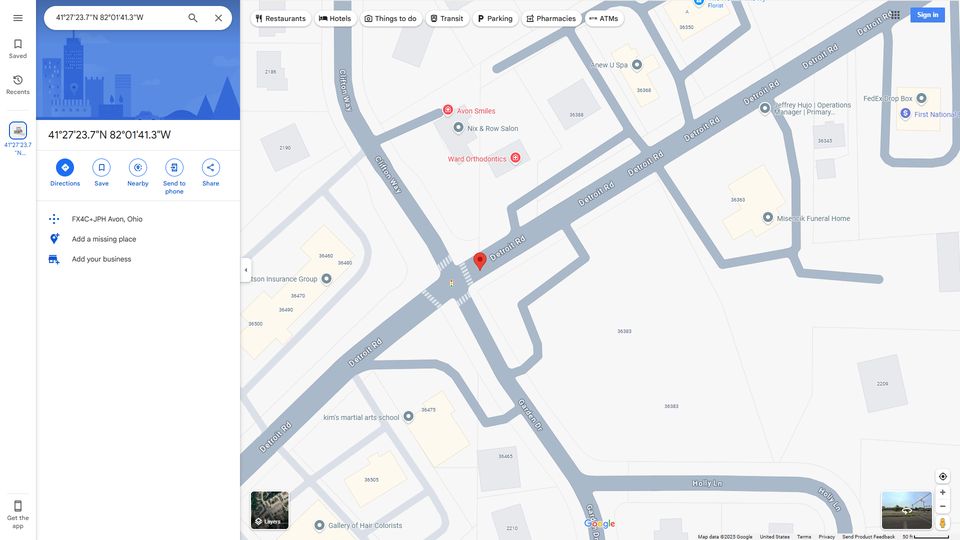 41°27'23.7"N 82°01'41.3"W
Restaurants
Hotels
Things to do
Transit
Parking
Pharmacies
ATMs
Sign in
Saved
Recents
41°27'23.7
"N...
Get the
app
41°27'23.7"N 82°01'41.3"W
Directions
Save
Nearby
Send to
phone
Share
FX4C+JPH Avon, Ohio
Add a missing place
Add your business
Florist
36350
Detroit Rd
Anew U Spa
36368
Detroit Rd
2186
Clifton Way
Avon Smiles
Nix & Row Salon
36388
Jeffrey Hujo | Operations
Manager | Primary...
FedEx Drop Box
First National
Detroit Rd
36345
2190
Clifton Way
Ward Orthodontics
Detroit Rd
Detroit Rd
36363
Misencik Funeral Home
Detroit Rd
36460
36480
tson Insurance Group
36470
36490
36500
36383
Detroit Rd
36383
2209
Garden Dr
kim's martial arts school
36475
Detroit Rd
36465
36505
Holly Ln
Holly Ln
Gallery of Hair Colorists
2210
Garden Dr
Layers
Google
Map data ©2025 Google
United States
Terms
Privacy
Send Product Feedback
50 ft